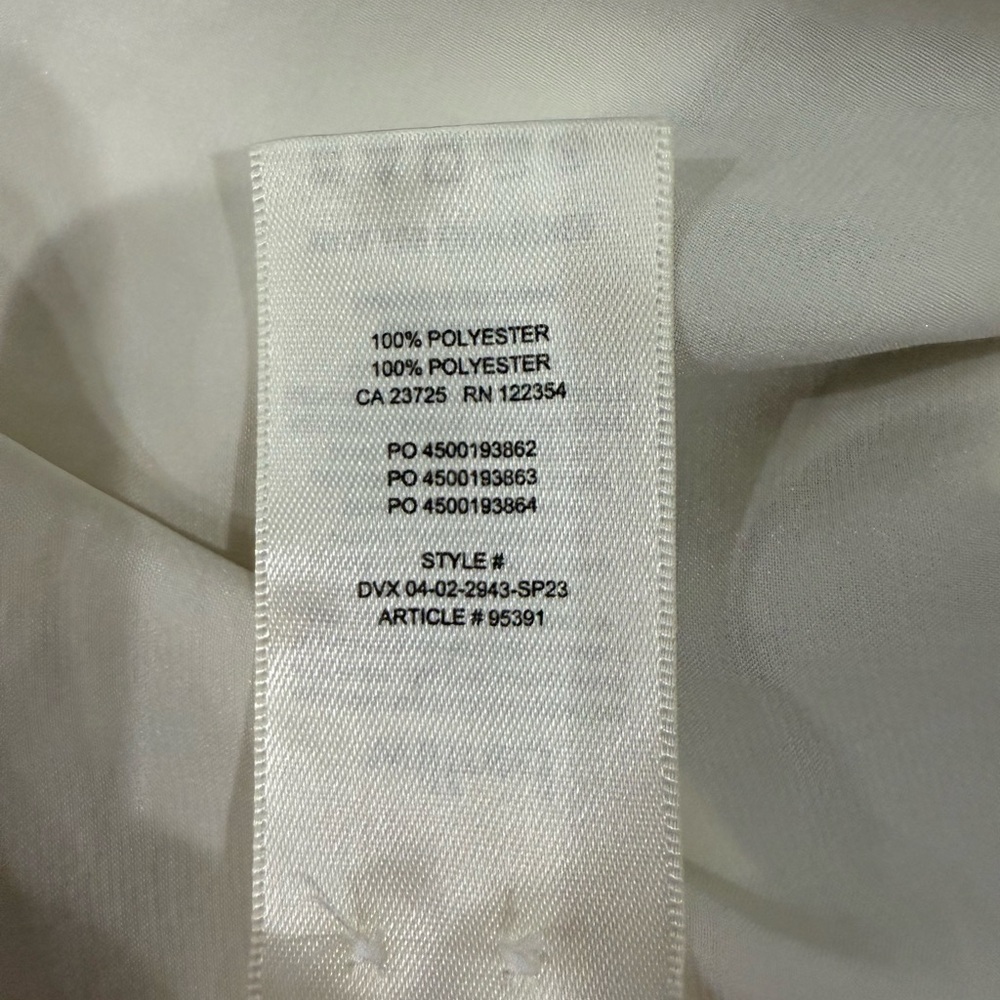 100% POLYESTER
100% POLYESTER
CA 23725 RN 122354
PO 4500193862
PO 4500193863
PO 4500193864
STYLE #
DVX 04-02-2943-SP23
ARTICLE # 95391